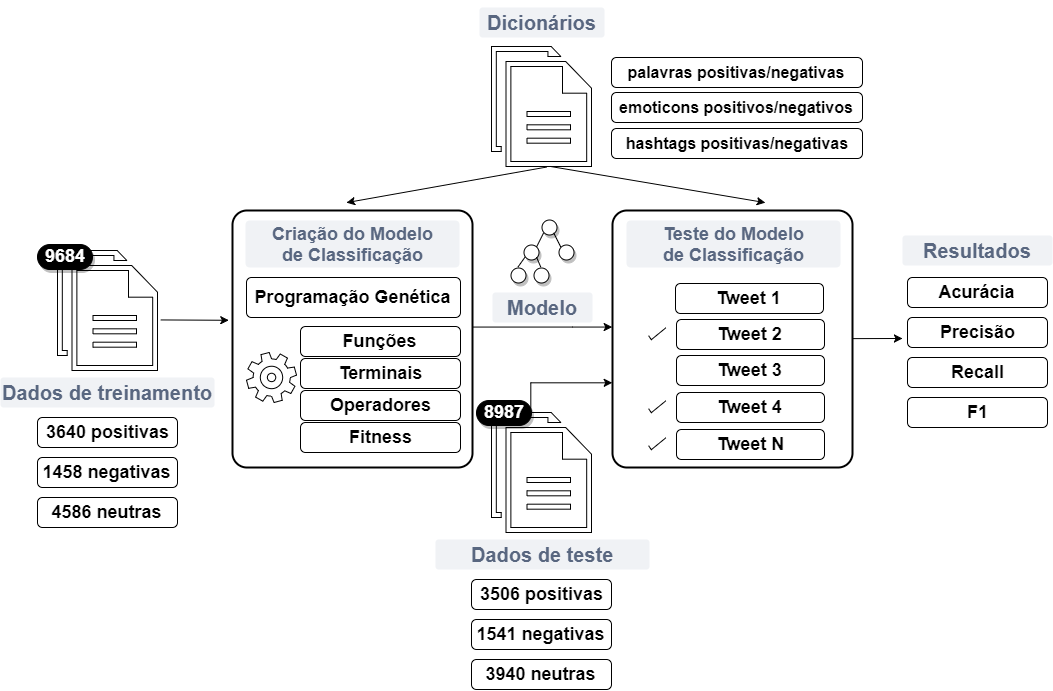 Dicionários
palavras positivas/negativas
emoticons positivos/negativos
hashtags positivas/negativas
9684
Dados de treinamento
3640 positivas
1458 negativas
4586 neutras
Criação do Modelo
de Classificação
Programação Genética
Funções
Terminais
Operadores
Fitness
Modelo
8987
Dados de teste
3506 positivas
1541 negativas
3940 neutras
Teste do Modelo
de Classificação
Tweet 1
Tweet 2
Tweet 3
Tweet 4
Tweet N
Resultados
Acurácia
Precisão
Recall
F1